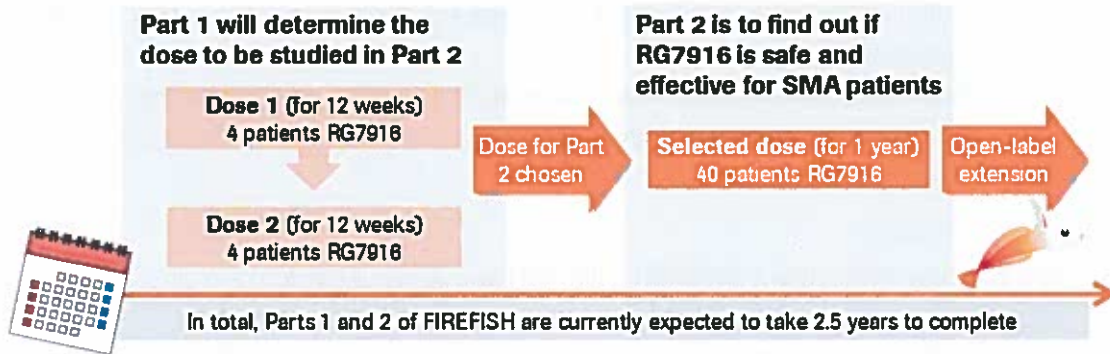 Part 1 will determine the
dose to be studied in Part 2
Dose 1 (for 12 weeks)
4 patients RG7916
Dose 2 (for 12 weeks)
4 patients RG7916
Dose for Part
2 chosen
Part 2 is to find out if
RG7916 is safe and
effective for SMA patients
Selected dose (for 1 year)
40 patients RG7916
Open-label
extension
In total, Parts 1 and 2 of FIREFISH are currently expected to take 2.5 years to complete